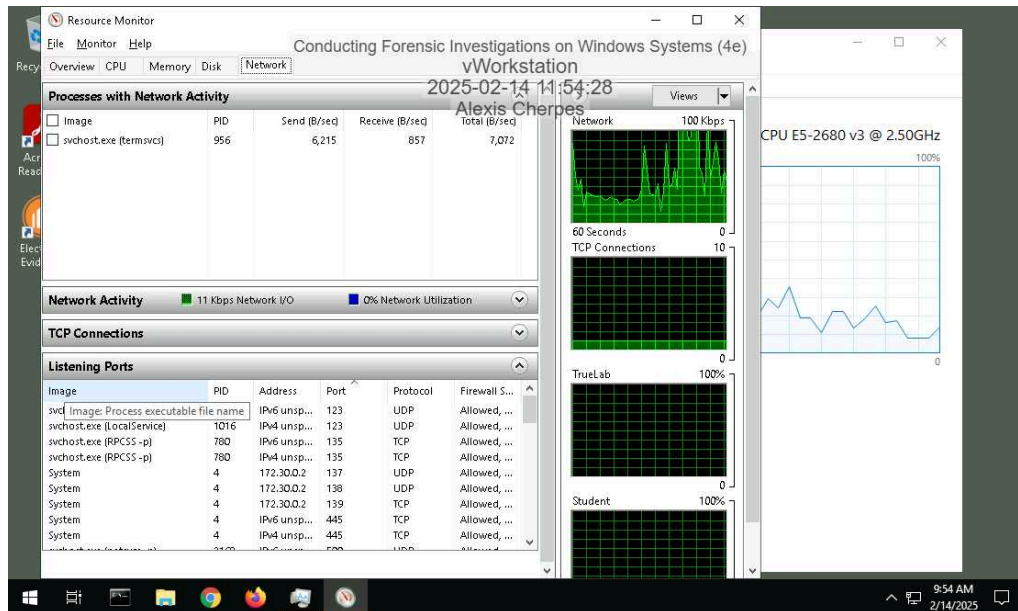 Resource Monitor
File Monitor Help
Conducting Forensic Investigations on Windows Systems (4e)
vWorkstation
2025-02-14 11:54:28
Alexis Cherpes
Overview CPU Memory Disk Network
Processes with Network Activity
Views
Image PID Send (B/sec) Receive (B/sec) Total (B/sec)
svchost.exe (termsvcs) 956 6,215 857 7,072
Network 100 Kbps
60 Seconds 0
TCP Connections 10
0
TrueLab 100%
0
Student 100%
Network Activity 11 Kbps Network I/O 0% Network Utilization
TCP Connections
Listening Ports
Image PID Address Port Protocol Firewall S...
Image: Process executable file name
IPv6 unsp... 123 UDP Allowed, ...
svchost.exe (LocalService) 1016 IPv4 unsp... 123 UDP Allowed, ...
svchost.exe (RPCSS -p) 780 IPv6 unsp... 135 TCP Allowed, ...
svchost.exe (RPCSS -p) 780 IPv4 unsp... 135 TCP Allowed, ...
System 4 172.30.0.2 137 UDP Allowed, ...
System 4 172.30.0.2 138 UDP Allowed, ...
System 4 172.30.0.2 139 TCP Allowed, ...
System 4 IPv6 unsp... 445 TCP Allowed, ...
System 4 IPv4 unsp... 445 TCP Allowed, ...
CPU E5-2680 v3 @ 2.50GHz
100%
0
Recy
Acr
Read
Elec
Evid
9:54 AM
2/14/2025